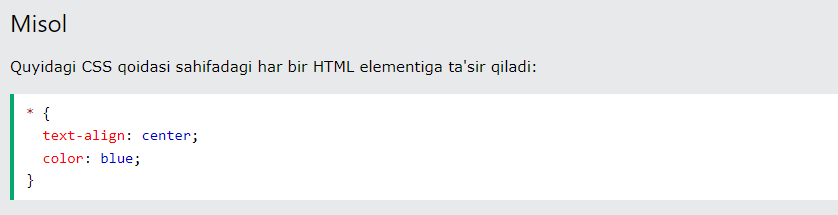 Misol
Quyidagi CSS qoidasi sahifadagi har bir HTML elementiga ta'sir qiladi:
* {
  text-align: center;
  color: blue;
}